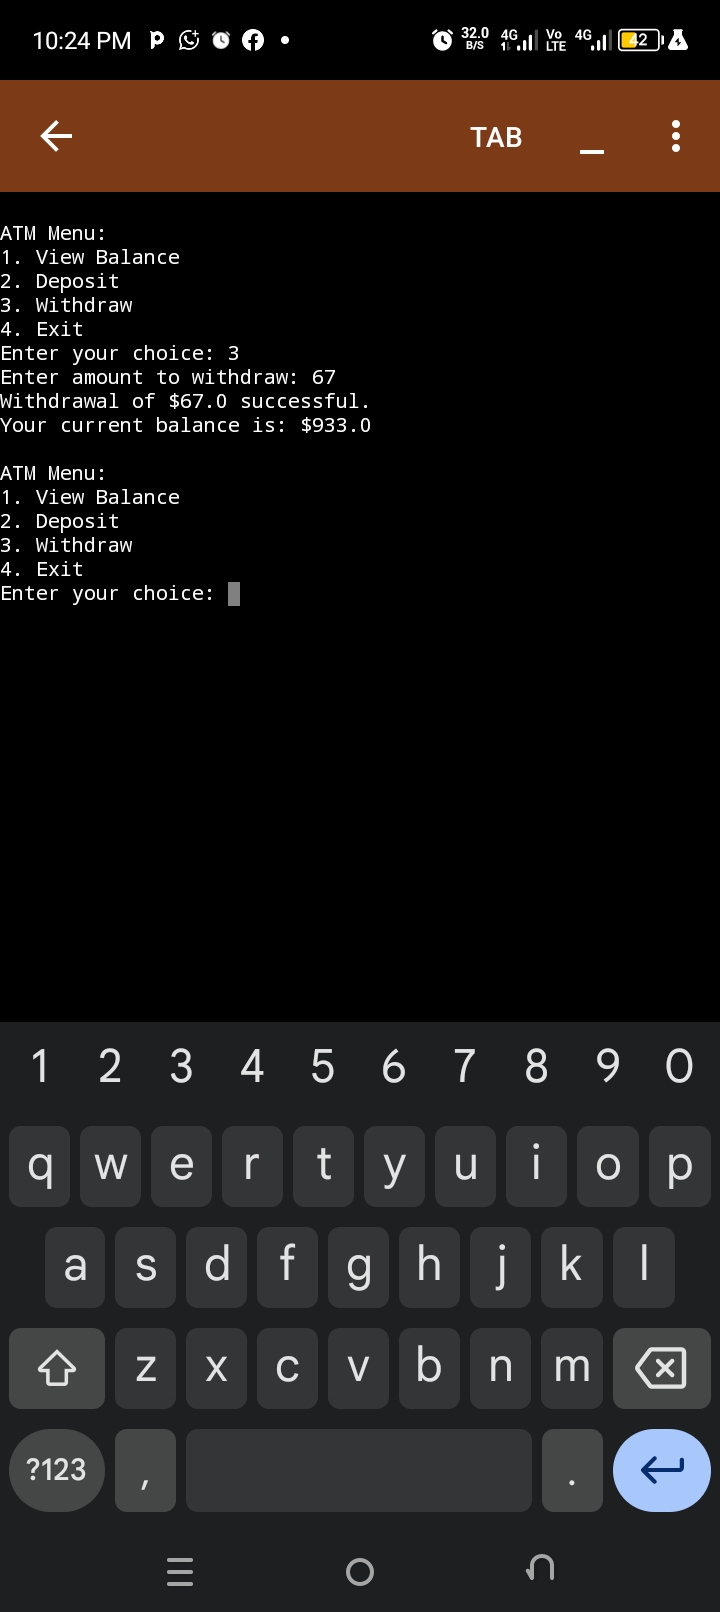 10:24 PM 32.0 B/S 4G Vo LTE 4G 42
TAB
ATM Menu:
1. View Balance
2. Deposit
3. Withdraw
4. Exit
Enter your choice: 3
Enter amount to withdraw: 67
Withdrawal of $67.0 successful.
Your current balance is: $933.0
ATM Menu:
1. View Balance
2. Deposit
3. Withdraw
4. Exit
Enter your choice:
1 2 3 4 5 6 7 8 9 0
q w e r t y u i o p
a s d f g h j k l
z x c v b n m
?123 , .